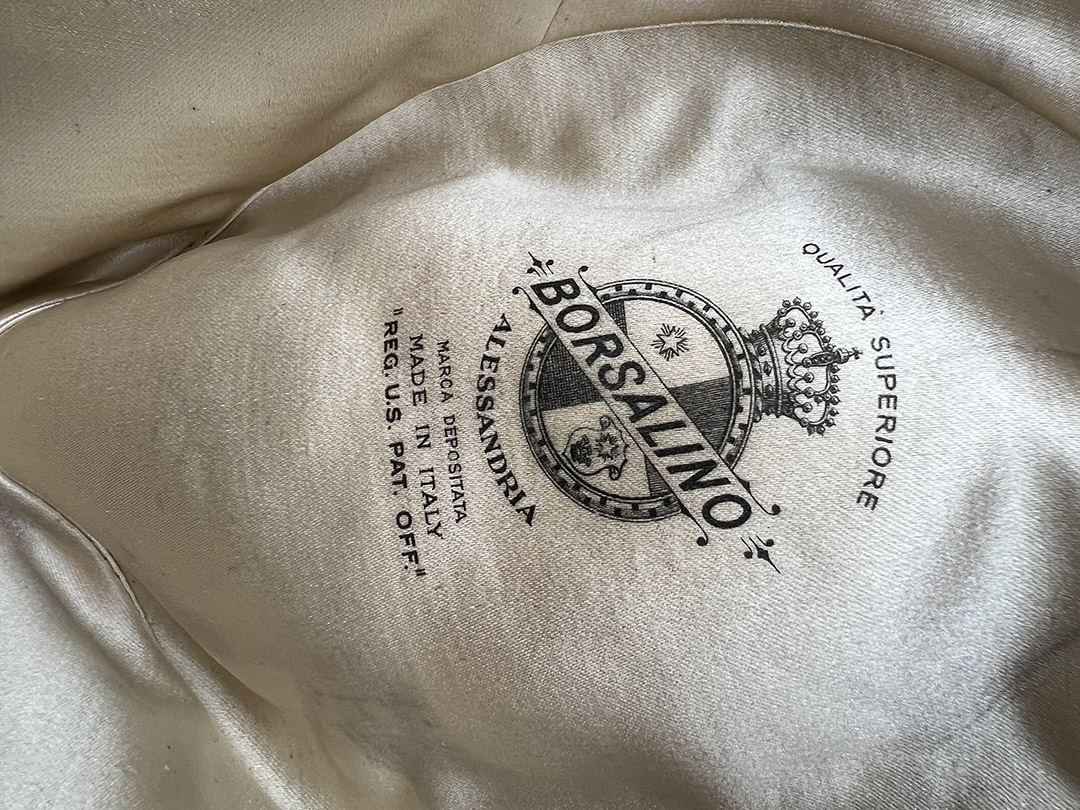 QUALITÀ SUPERIORE
BORSALINO
ALESSANDRIA
MARCA DEPOSITATA
MADE IN ITALY
"REG. U.S. PAT. OFF."